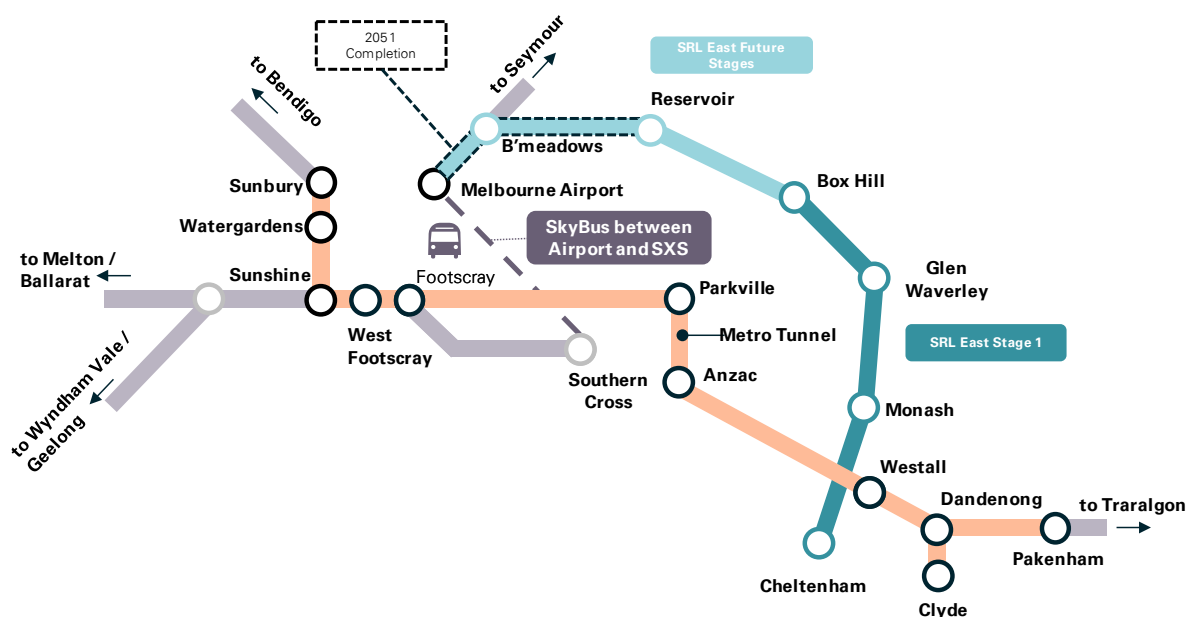 2051
Completion
SRL East Future
Stages
to Seymour
to Bendigo
Reservoir
B'meadows
Box Hill
Sunbury
Melbourne Airport
Watergardens
SkyBus between
Airport and SXS
to Melton /
Ballarat
Sunshine
Footscray
Glen
Waverley
Parkville
West
Footscray
Metro Tunnel
SRL East Stage 1
to Wyndham Vale /
Geelong
Southern
Cross
Anzac
Monash
Westall
Dandenong
to Traralgon
Pakenham
Cheltenham
Clyde